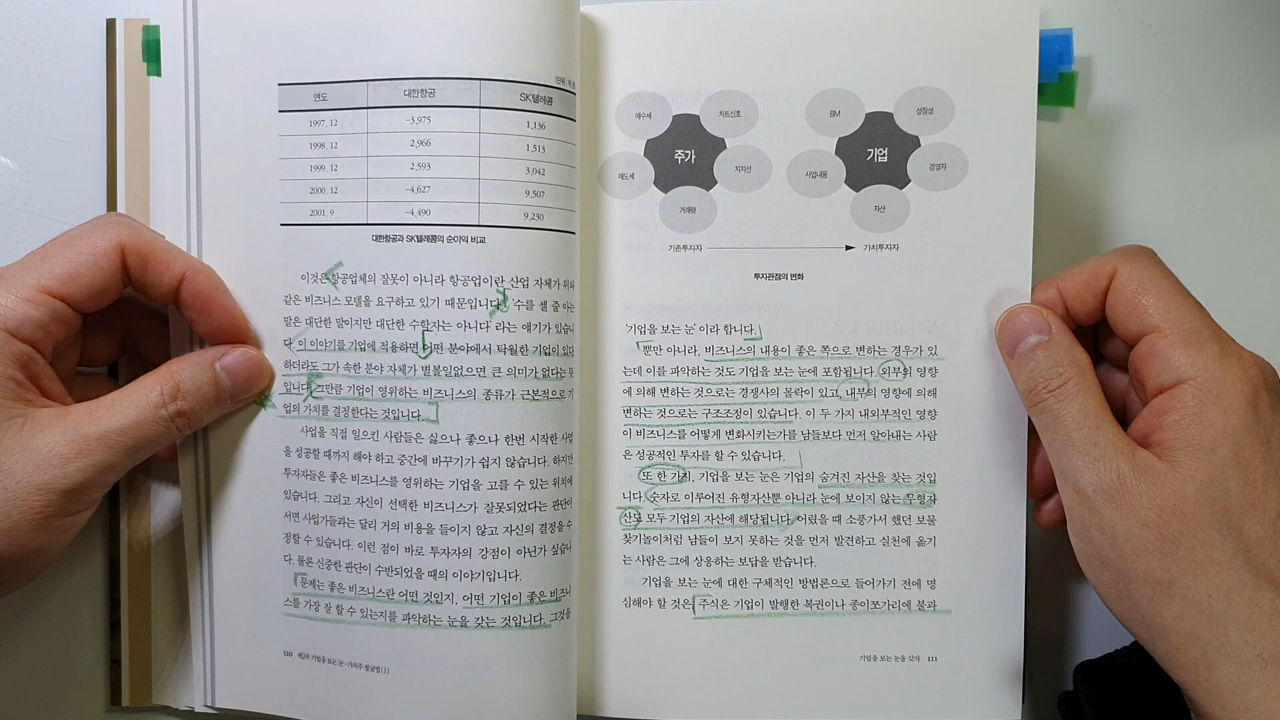 (단위 : 억 원)
연도 대한항공 SK텔레콤
1997. 12 -3,975 1,136
1998. 12 2,966 1,513
1999. 12 2,593 3,042
2000. 12 -4,627 9,507
2001. 9 -4,490 9,230
대한항공과 SK텔레콤의 순이익 비교
이것은 항공업체의 잘못이 아니라 항공업이란 산업 자체가 위와
같은 비즈니스 모델을 요구하고 있기 때문입니다. 수를 셀 줄 아는
말은 대단한 말이지만 대단한 수학자는 아니다 라는 얘기가 있습니
다. 이 이야기를 기업에 적용하면 어떤 분야에서 탁월한 기업이 있다
하더라도 그가 속한 분야 자체가 별볼일없으면 큰 의미가 없다는 뜻
입니다. 그만큼 기업이 영위하는 비즈니스의 종류가 근본적으로 기
업의 가치를 결정한다는 것입니다.
사업을 직접 일으킨 사람들은 싫으나 좋으나 한번 시작한 사업
을 성공할 때까지 해야 하고 중간에 바꾸기가 쉽지 않습니다. 하지만
투자자들은 좋은 비즈니스를 영위하는 기업을 고를 수 있는 위치에
있습니다. 그리고 자신이 선택한 비즈니스가 잘못되었다는 판단이
서면 사업가들과는 달리 거의 비용을 들이지 않고 자신의 결정을 수
정할 수 있습니다. 이런 점이 바로 투자자의 강점이 아닌가 싶습니
다. 물론 신중한 판단이 수반되었을 때의 이야기입니다.
문제는 좋은 비즈니스란 어떤 것인지, 어떤 기업이 좋은 비즈니
스를 가장 잘 할 수 있는지를 파악하는 눈을 갖는 것입니다. 그것을
110 제2부·기업을 보는 눈-가치주 발굴법(1)
매수세 차트신호
주가
매도세 지지선
거래량
BM 성장성
기업
사업내용 경영자
자산
기존투자자 가치투자자
투자관점의 변화
'기업을 보는 눈'이라 합니다.
뿐만 아니라, 비즈니스의 내용이 좋은 쪽으로 변하는 경우가 있
는데 이를 파악하는 것도 기업을 보는 눈에 포함됩니다. 외부의 영향
에 의해 변하는 것으로는 경쟁사의 몰락이 있고, 내부의 영향에 의해
변하는 것으로는 구조조정이 있습니다. 이 두 가지 내외부적인 영향
이 비즈니스를 어떻게 변화시키는가를 남들보다 먼저 알아내는 사람
은 성공적인 투자를 할 수 있습니다.
또 한 가지, 기업을 보는 눈은 기업의 숨겨진 자산을 찾는 것입
니다. 숫자로 이루어진 유형자산뿐 아니라 눈에 보이지 않는 무형자
산도 모두 기업의 자산에 해당됩니다. 어렸을 때 소풍가서 했던 보물
찾기놀이처럼 남들이 보지 못하는 것을 먼저 발견하고 실천에 옮기
는 사람은 그에 상응하는 보답을 받습니다.
기업을 보는 눈에 대한 구체적인 방법론으로 들어가기 전에 명
심해야 할 것은 주식은 기업이 발행한 복권이나 종이쪼가리에 불과
기업을 보는 눈을 갖자 111